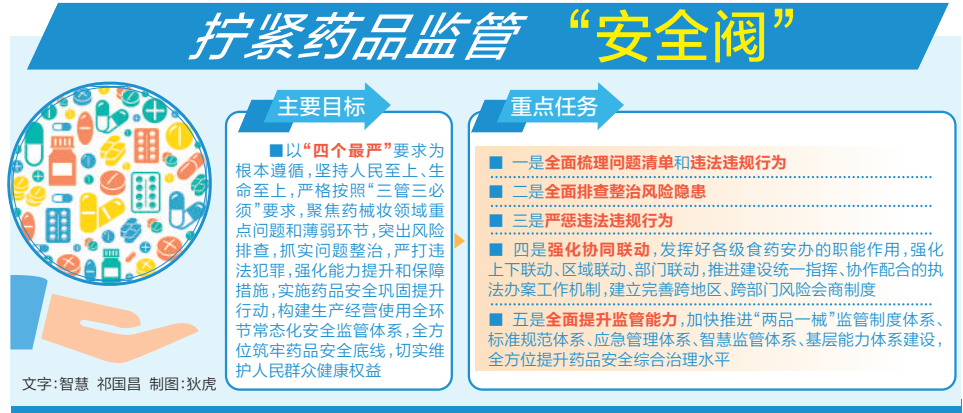 拧紧药品监管“安全阀”
主要目标
■以“四个最严”要求为
根本遵循，坚持人民至上、生
命至上，严格按照“三管三必
须”要求，聚焦药械妆领域重
点问题和薄弱环节，突出风险
排查，抓实问题整治，严打违
法犯罪，强化能力提升和保障
措施，实施药品安全巩固提升
行动，构建生产经营使用全环
节常态化安全监管体系，全方
位筑牢药品安全底线，切实维
护人民群众健康权益
重点任务
■ 一是全面梳理问题清单和违法违规行为
■ 二是全面排查整治风险隐患
■ 三是严惩违法违规行为
■ 四是强化协同联动，发挥好各级食药安办的职能作用，强化
上下联动、区域联动、部门联动，推进建设统一指挥、协作配合的执
法办案工作机制，建立完善跨地区、跨部门风险会商制度
■ 五是全面提升监管能力，加快推进“两品一械”监管制度体系、
标准规范体系、应急管理体系、智慧监管体系、基层能力体系建设，
全方位提升药品安全综合治理水平
文字：智慧 祁国昌 制图：狄虎